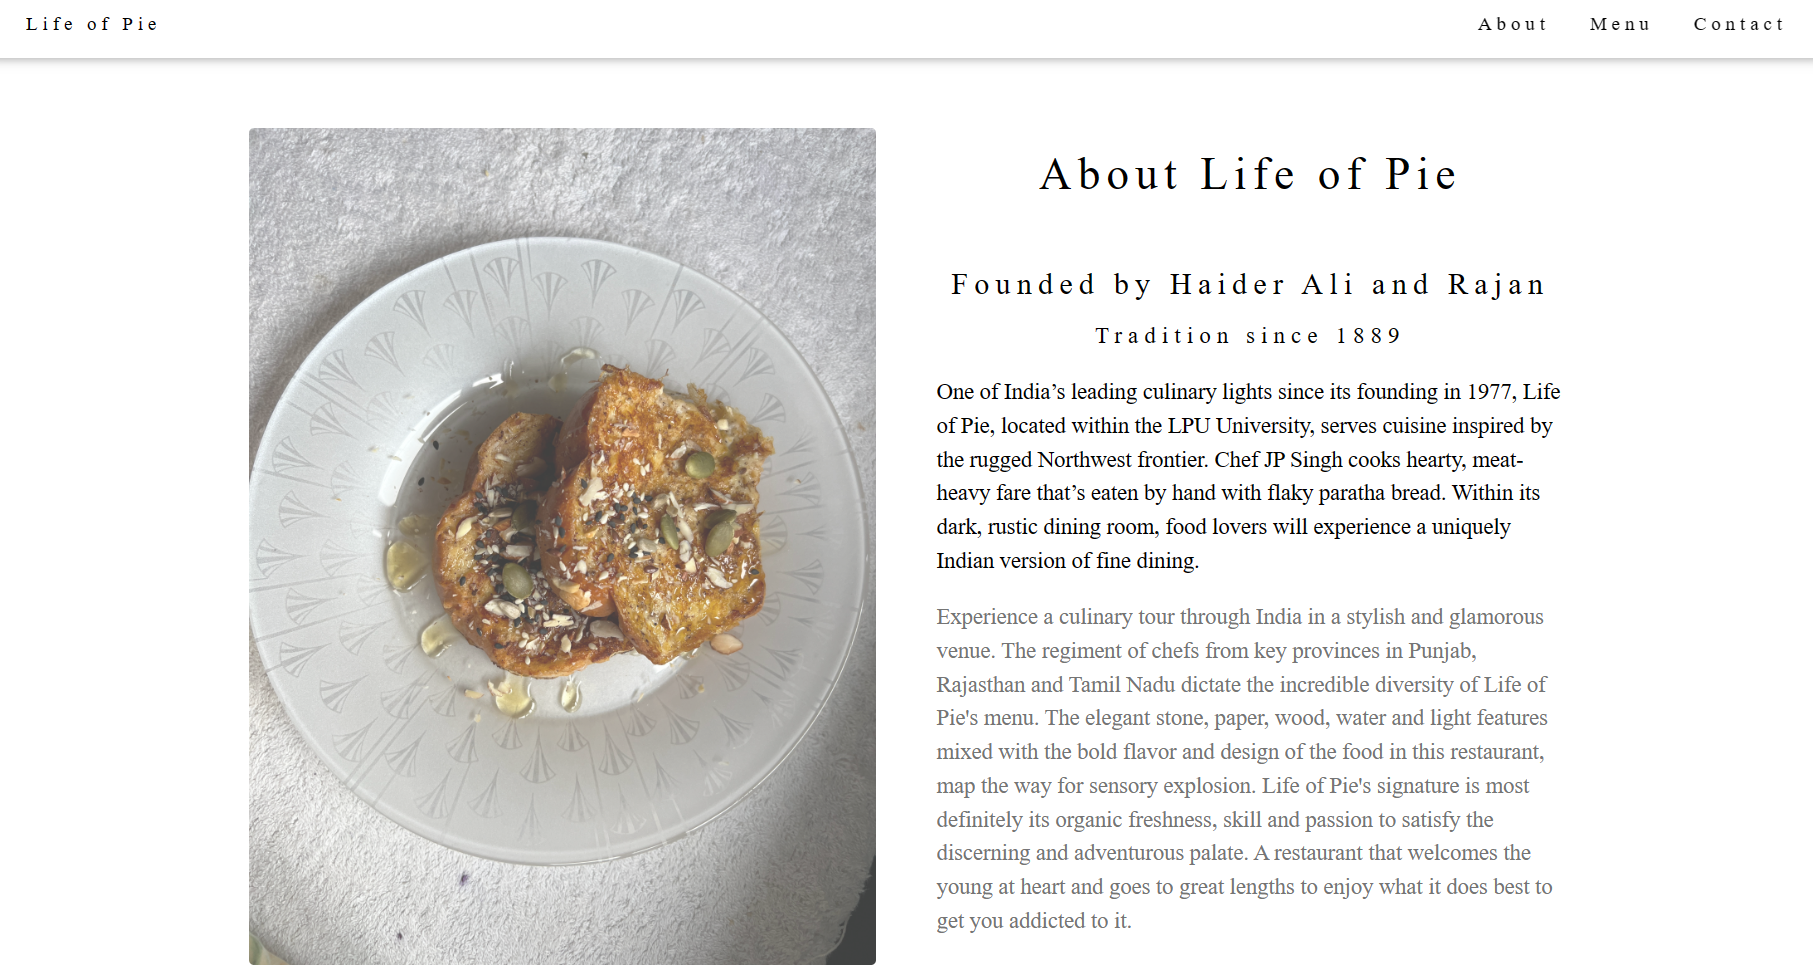 Life of Pie
About Menu Contact
About Life of Pie
Founded by Haider Ali and Rajan
Tradition since 1889
One of India’s leading culinary lights since its founding in 1977, Life
of Pie, located within the LPU University, serves cuisine inspired by
the rugged Northwest frontier. Chef JP Singh cooks hearty, meat-
heavy fare that’s eaten by hand with flaky paratha bread. Within its
dark, rustic dining room, food lovers will experience a uniquely
Indian version of fine dining.
Experience a culinary tour through India in a stylish and glamorous
venue. The regiment of chefs from key provinces in Punjab,
Rajasthan and Tamil Nadu dictate the incredible diversity of Life of
Pie's menu. The elegant stone, paper, wood, water and light features
mixed with the bold flavor and design of the food in this restaurant,
map the way for sensory explosion. Life of Pie's signature is most
definitely its organic freshness, skill and passion to satisfy the
discerning and adventurous palate. A restaurant that welcomes the
young at heart and goes to great lengths to enjoy what it does best to
get you addicted to it.